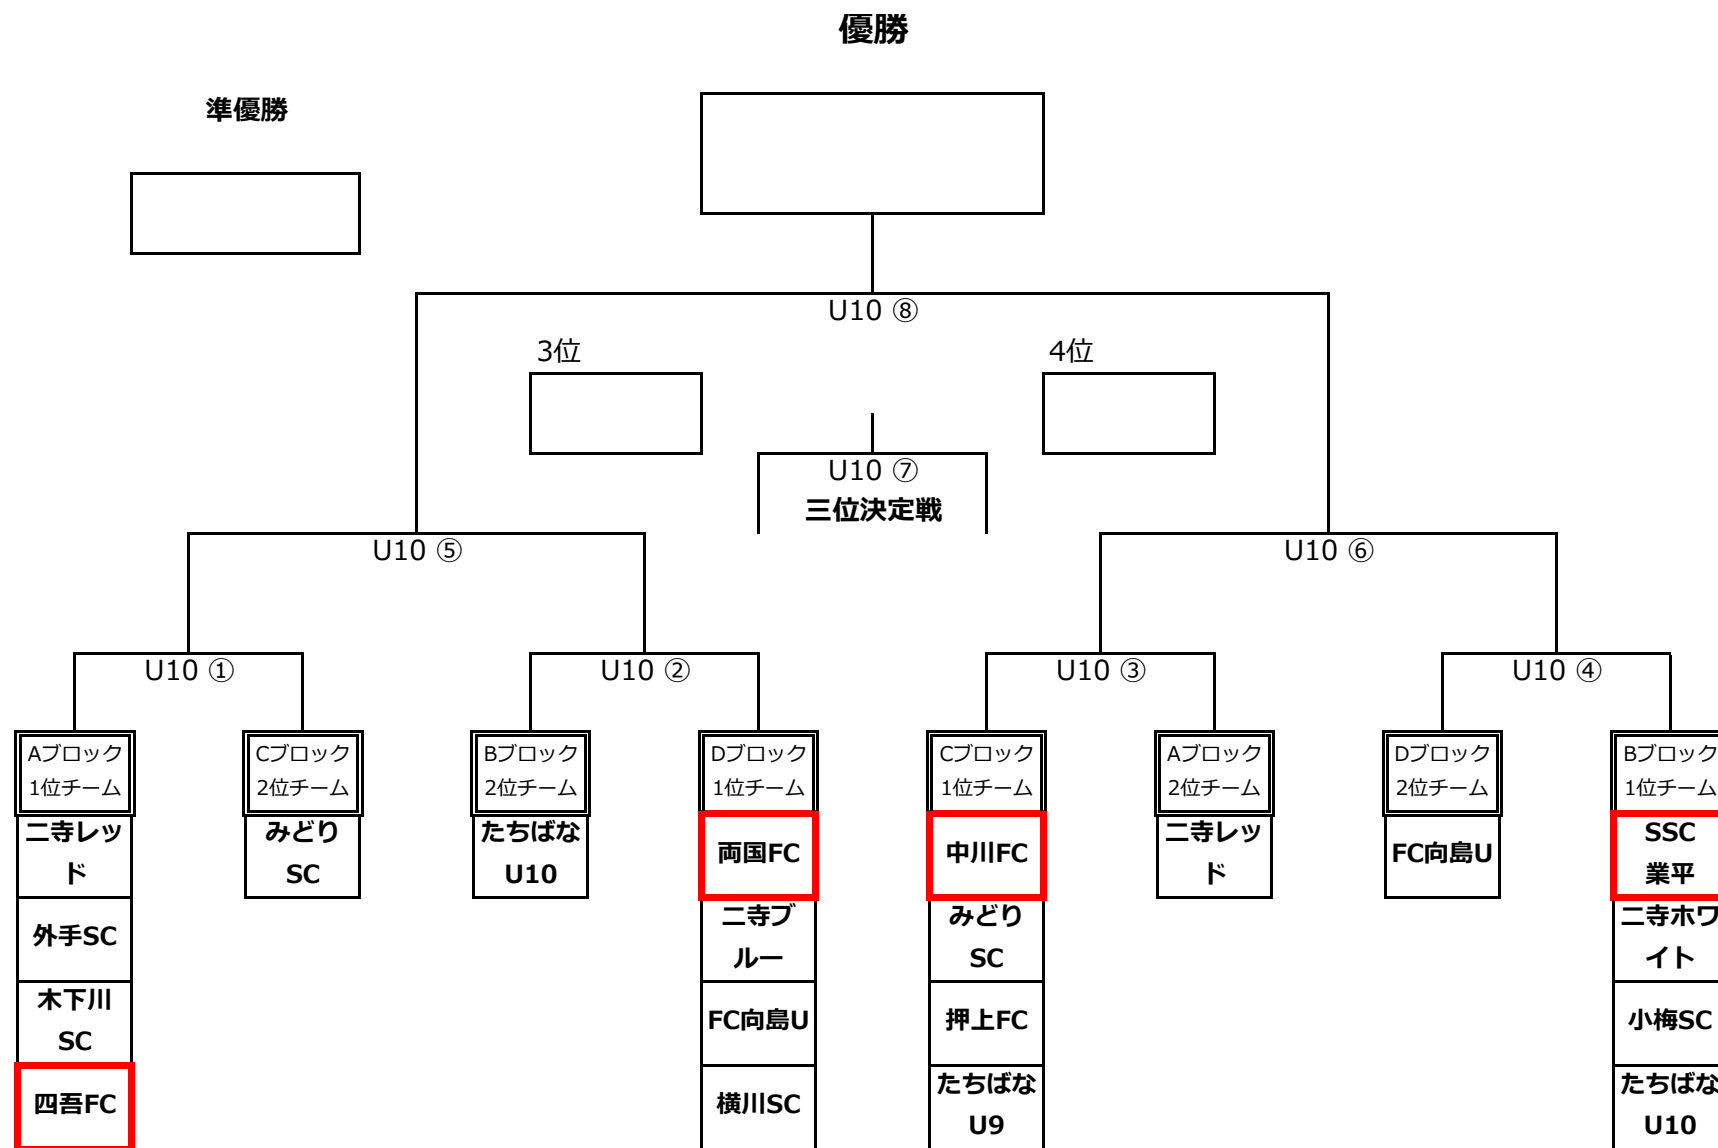 優勝
準優勝
U10 ⑧
3位
4位
U10 ⑦
三位決定戦
U10 ⑤
U10 ⑥
U10 ①
U10 ②
U10 ③
U10 ④
Aブロック
1位チーム
Cブロック
2位チーム
Bブロック
2位チーム
Dブロック
1位チーム
Cブロック
1位チーム
Aブロック
2位チーム
Dブロック
2位チーム
Bブロック
1位チーム
二寺レッ
ド
みどり
SC
たちばな
U10
両国FC
中川FC
二寺レッ
ド
FC向島U
SSC
業平
外手SC
二寺ブ
ルー
みどり
SC
二寺ホワ
イト
木下川
SC
FC向島U
押上FC
小梅SC
四吾FC
横川SC
たちばな
U9
たちばな
U10